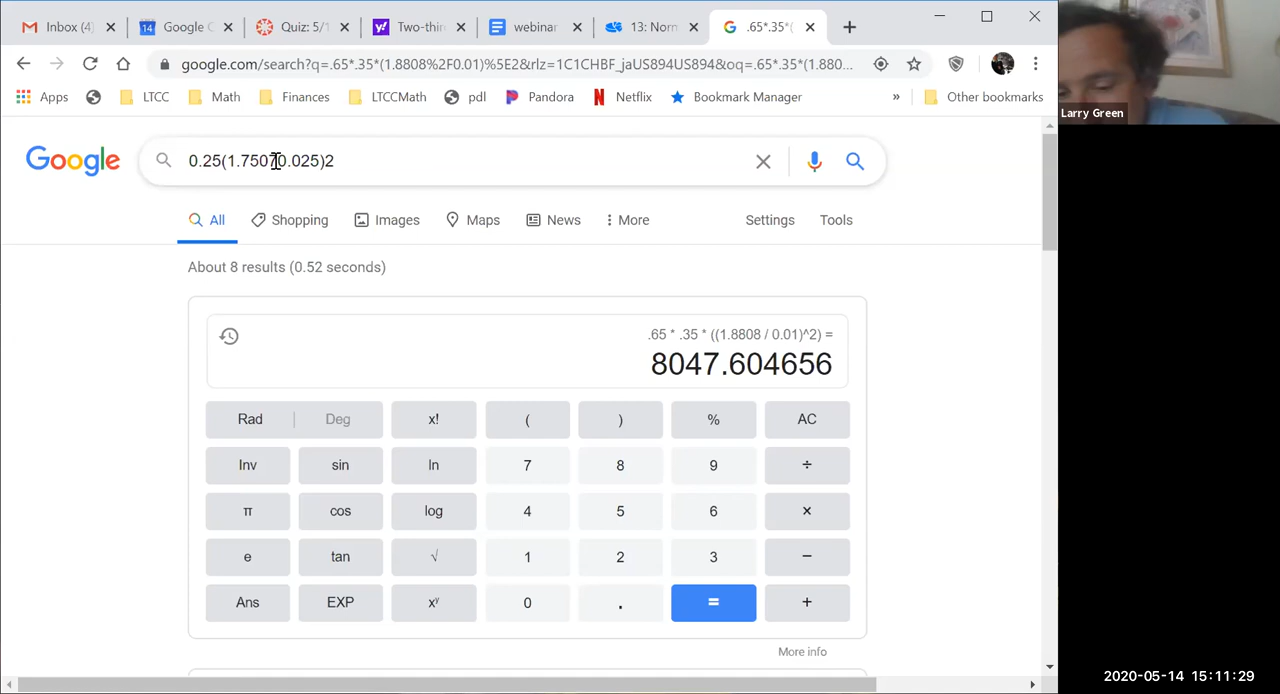 Inbox (4)
Google C
Quiz: 5/1
Two-thir
webinar
13: Norm
.65*.35*(
google.com/search?q=.65*.35*(1.8808%2F0.01)%5E2&rlz=1C1CHBF_jaUS894US894&oq=.65*.35*(1.880...
Apps
LTCC
Math
Finances
LTCCMath
pdl
Pandora
Netflix
Bookmark Manager
»
Other bookmarks
Larry Green
Google
0.25(1.750 0.025)2
All
Shopping
Images
Maps
News
More
Settings
Tools
About 8 results (0.52 seconds)
.65 * .35 * ((1.8808 / 0.01)^2) =
8047.604656
Rad | Deg x! ( ) % AC
Inv sin ln 7 8 9 ÷
π cos log 4 5 6 ×
e tan √ 1 2 3 −
Ans EXP xʸ 0 . = +
More info
2020-05-14 15:11:29